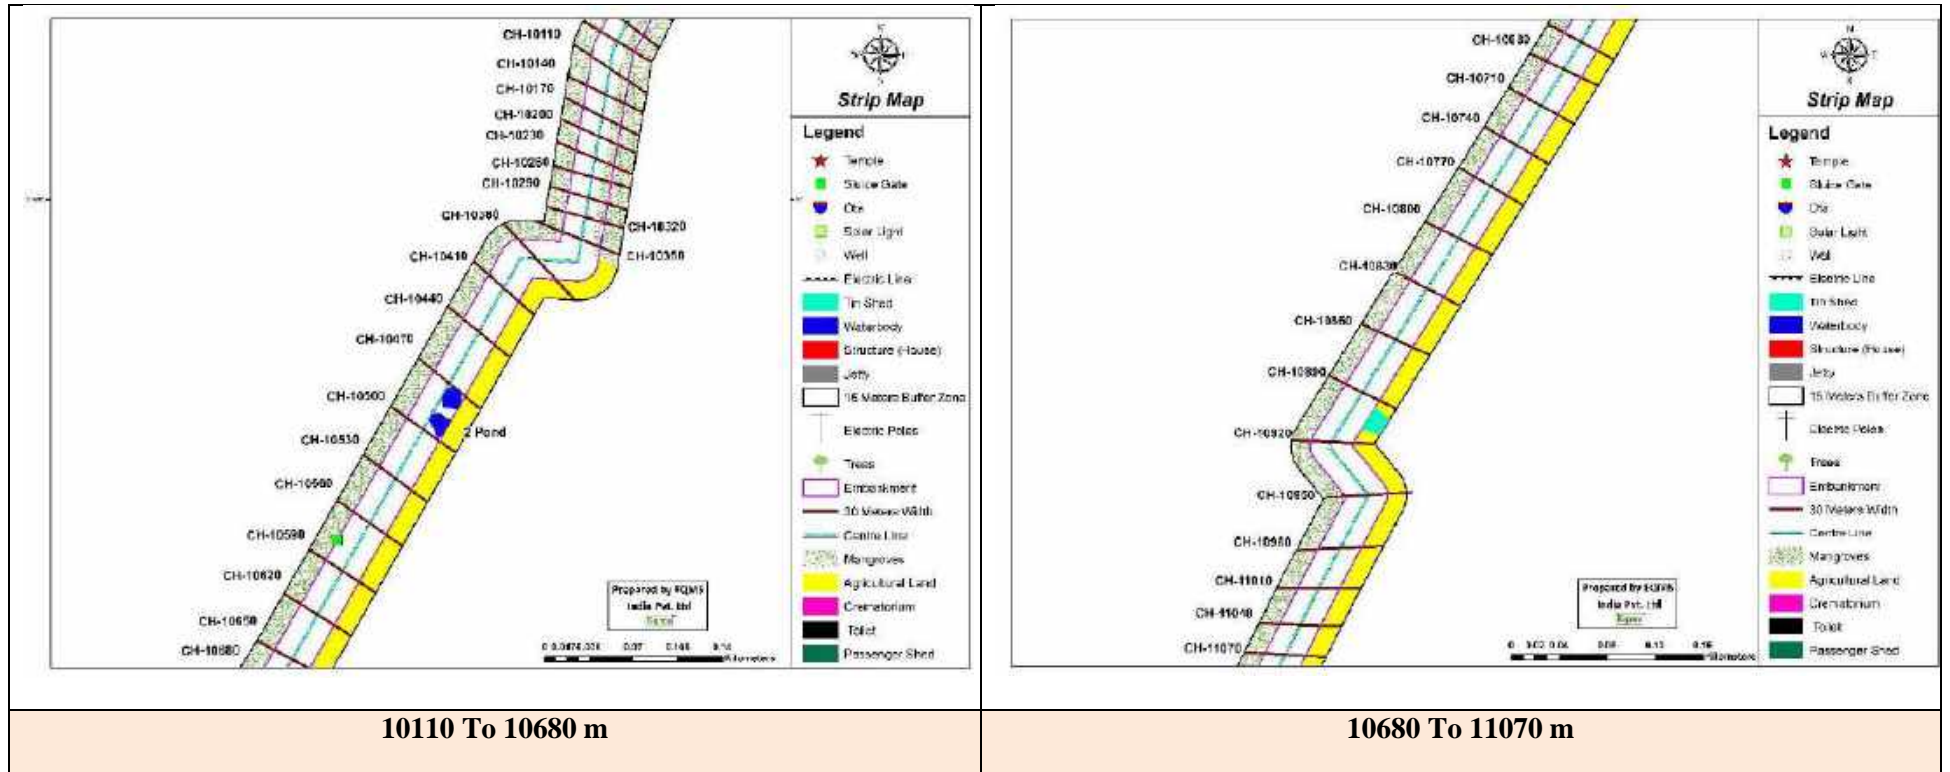 CH-10110
CH-10140
CH-10170
CH-10200
CH-10230
CH-10260
CH-10290
CH-10380
CH-10320
CH-10350
CH-10410
CH-10440
CH-10470
CH-10500
2 Pond
CH-10530
CH-10560
CH-10590
CH-10620
CH-10650
CH-10680
Prepared by EQMS
India Pvt. Ltd
Kilometers
Strip Map
Legend
Temple
Sluice Gate
Ota
Solar Light
Well
Electric Line
Tin Shed
Waterbody
Structure (House)
Jetty
15 Meters Buffer Zone
Electric Poles
Trees
Embankment
30 Meters Width
Centre Line
Mangroves
Agricultural Land
Crematorium
Toilet
Passenger Shed
10110 To 10680 m
CH-10680
CH-10710
CH-10740
CH-10770
CH-10800
CH-10830
CH-10860
CH-10890
CH-10920
CH-10950
CH-10980
CH-11010
CH-11040
CH-11070
Prepared by EQMS
India Pvt. Ltd
Kilometers
N
Strip Map
Legend
Temple
Sluice Gate
Ota
Solar Light
Well
Electric Line
Tin Shed
Waterbody
Structure (House)
Jetty
15 Meters Buffer Zone
Electric Poles
Trees
Embankment
30 Meters Width
Centre Line
Mangroves
Agricultural Land
Crematorium
Toilet
Passenger Shed
10680 To 11070 m